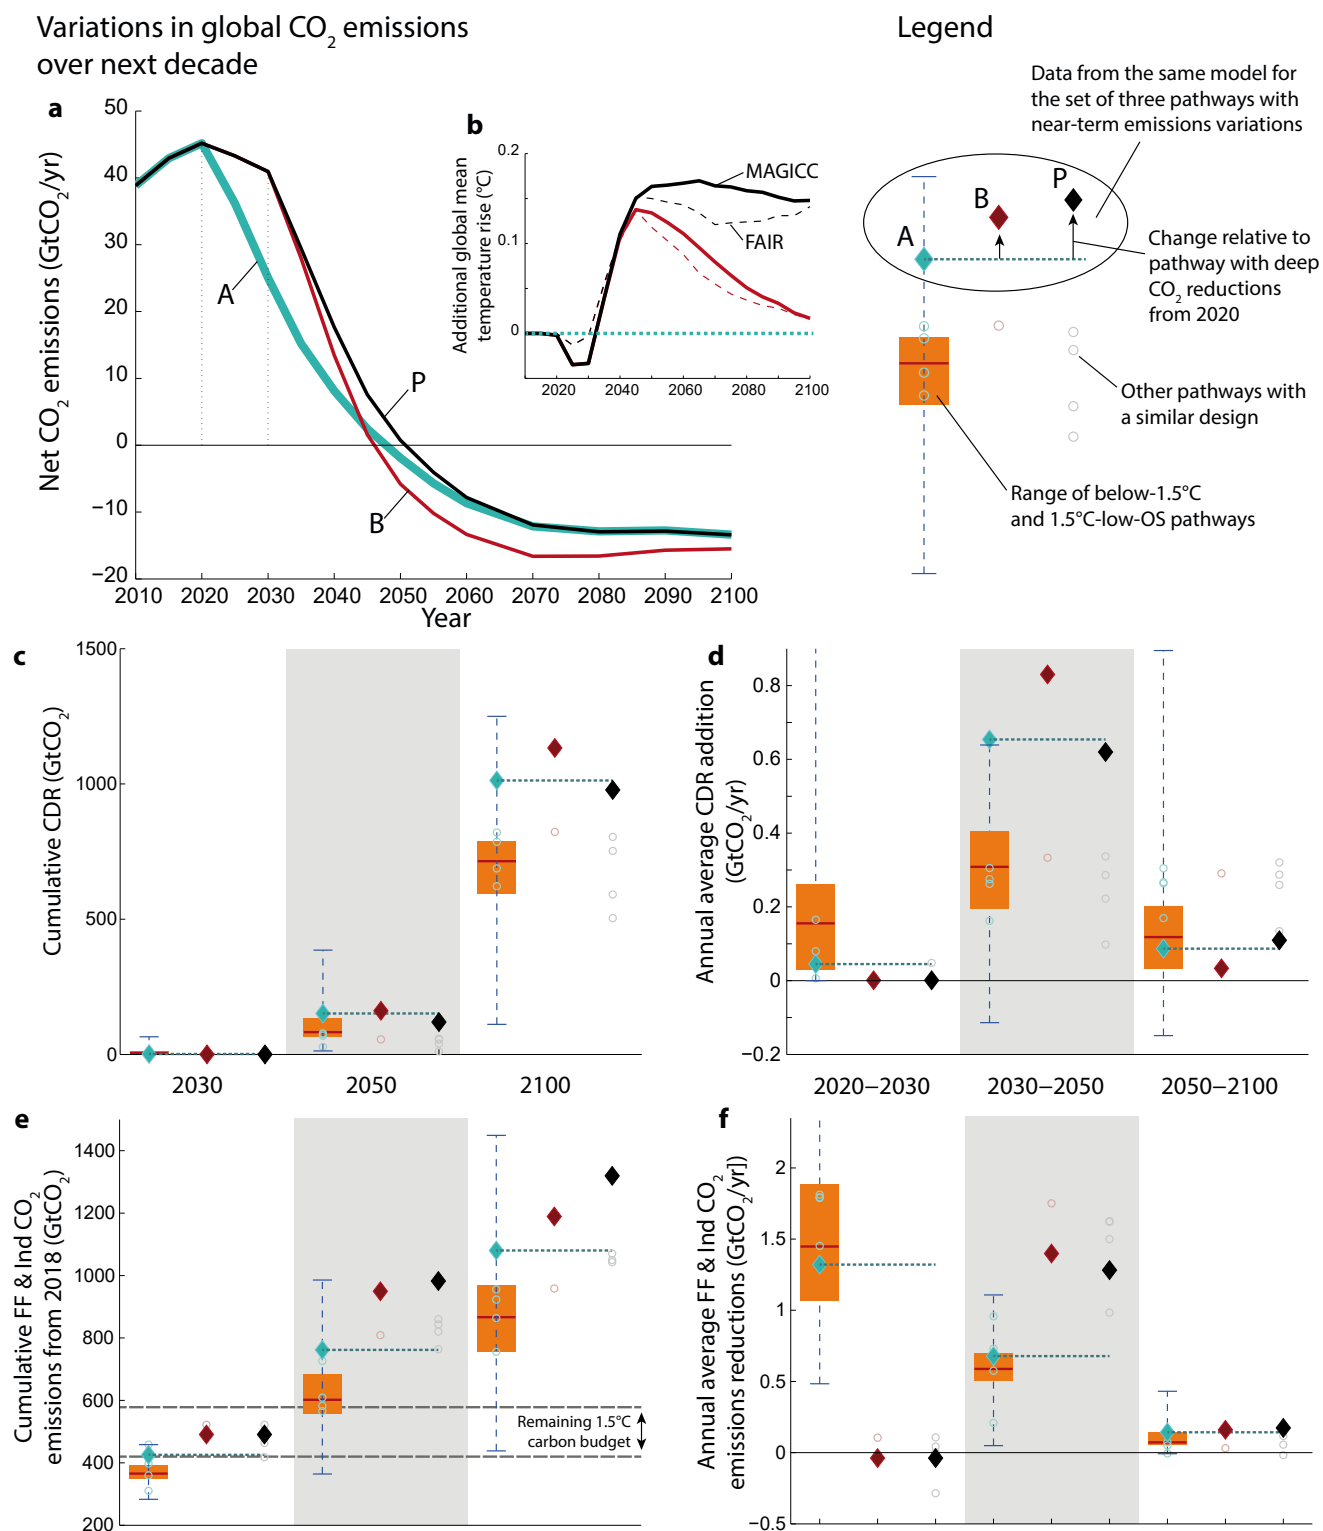 Variations in global CO₂ emissions
over next decade
Legend
a
Net CO₂ emissions (GtCO₂/yr)
50
40
30
20
10
0
−10
−20
A
P
B
2010 2020 2030 2040 2050 2060 2070 2080 2090 2100
Year
b
Additional global mean
temperature rise (°C)
0.2
0.1
0
MAGICC
FAIR
2020 2040 2060 2080 2100
Data from the same model for
the set of three pathways with
near-term emissions variations
A
B
P
Change relative to
pathway with deep
CO₂ reductions
from 2020
Other pathways with
a similar design
Range of below-1.5°C
and 1.5°C-low-OS pathways
c
Cumulative CDR (GtCO₂)
1500
1000
500
0
2030 2050 2100
d
Annual average CDR addition
(GtCO₂/yr)
0.8
0.6
0.4
0.2
0
−0.2
2020−2030 2030−2050 2050−2100
e
Cumulative FF & Ind CO₂
emissions from 2018 (GtCO₂)
1400
1200
1000
800
600
400
200
Remaining 1.5°C
carbon budget
f
Annual average FF & Ind CO₂
emissions reductions (GtCO₂/yr])
2
1.5
1
0.5
0
−0.5